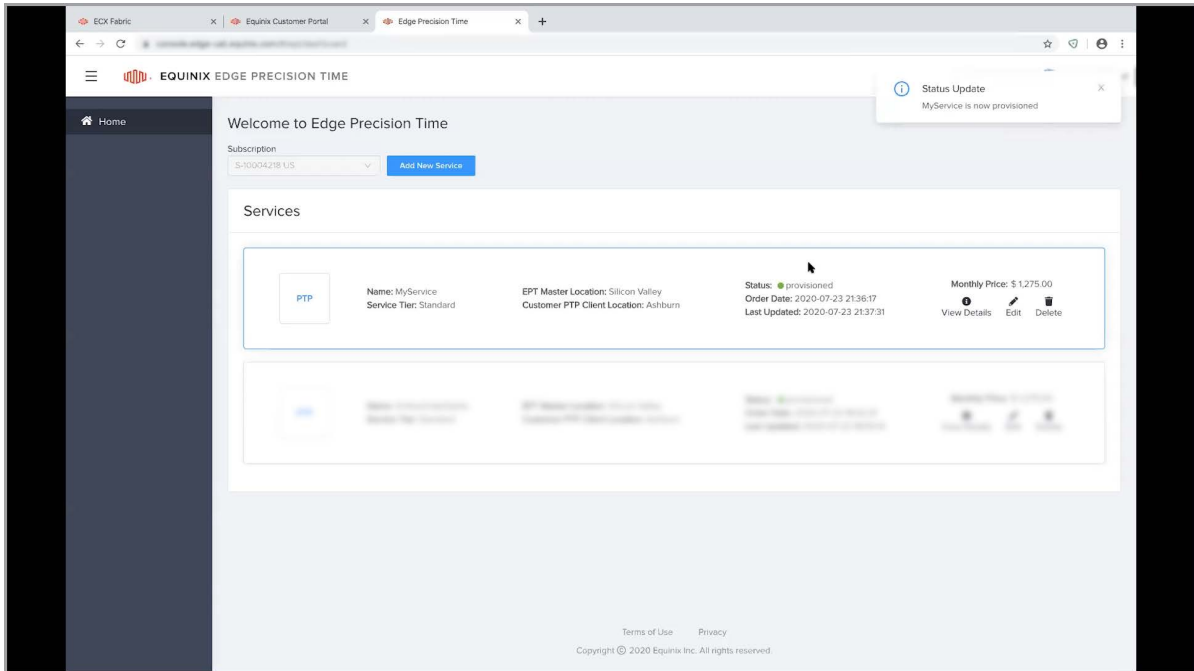 ECX Fabric
Equinix Customer Portal
Edge Precision Time
EQUINIX EDGE PRECISION TIME
Status Update
MyService is now provisioned
Home
Welcome to Edge Precision Time
Subscription
S-10004218 US
Add New Service
Services
PTP
Name: MyService
Service Tier: Standard
EPT Master Location: Silicon Valley
Customer PTP Client Location: Ashburn
Status: provisioned
Order Date: 2020-07-23 21:36:17
Last Updated: 2020-07-23 21:37:31
Monthly Price: $ 1,275.00
View Details Edit Delete
Terms of Use Privacy
Copyright © 2020 Equinix Inc. All rights reserved